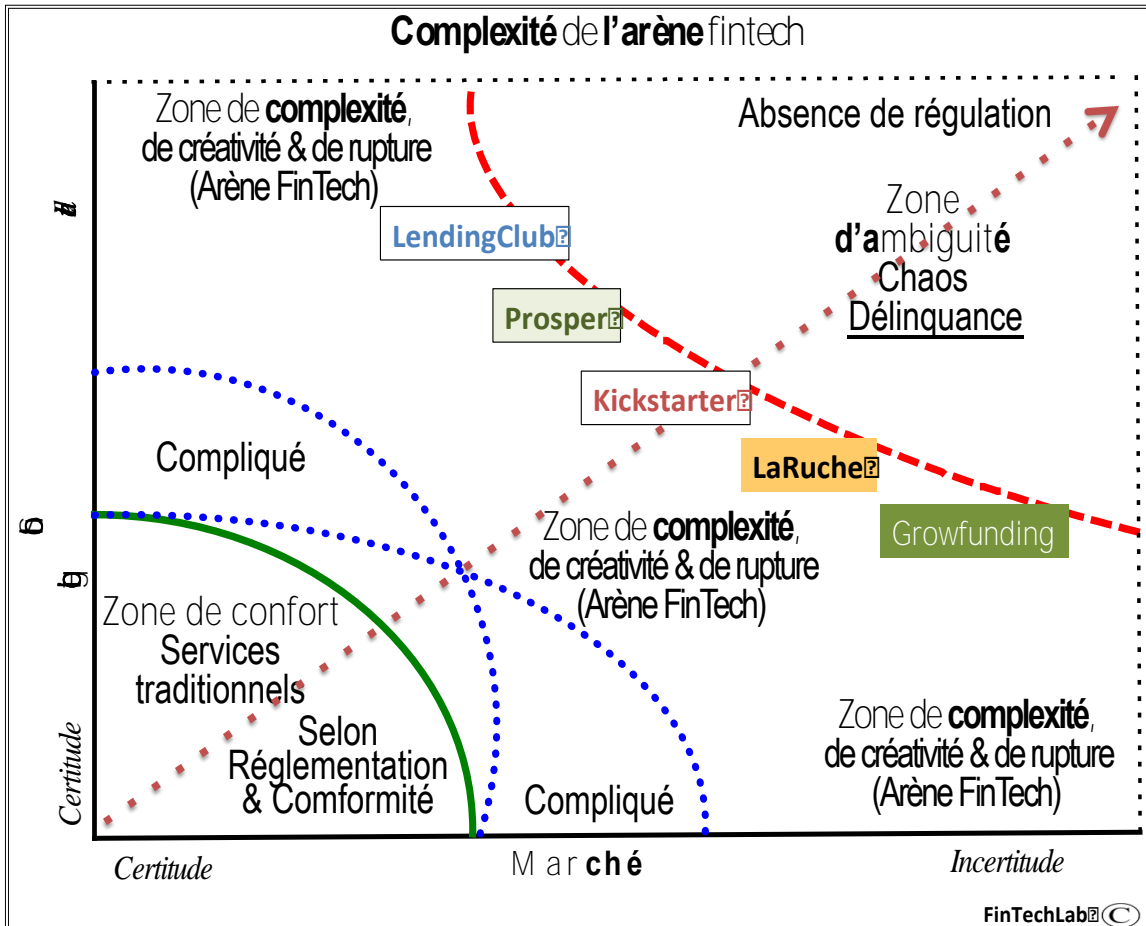 Complexité de l'arène fintech
Zone de complexité,
de créativité & de rupture
(Arène FinTech)
Absence de régulation
Zone
d'ambiguité
Chaos
Délinquance
LendingClub
Prosper
Kickstarter
LaRuche
Growfunding
Compliqué
Zone de complexité,
de créativité & de rupture
(Arène FinTech)
Zone de confort
Services
traditionnels
Selon
Réglementation
& Comformité
Compliqué
Zone de complexité,
de créativité & de rupture
(Arène FinTech)
Certitude
Certitude
Marché
Incertitude
FinTechLab ©